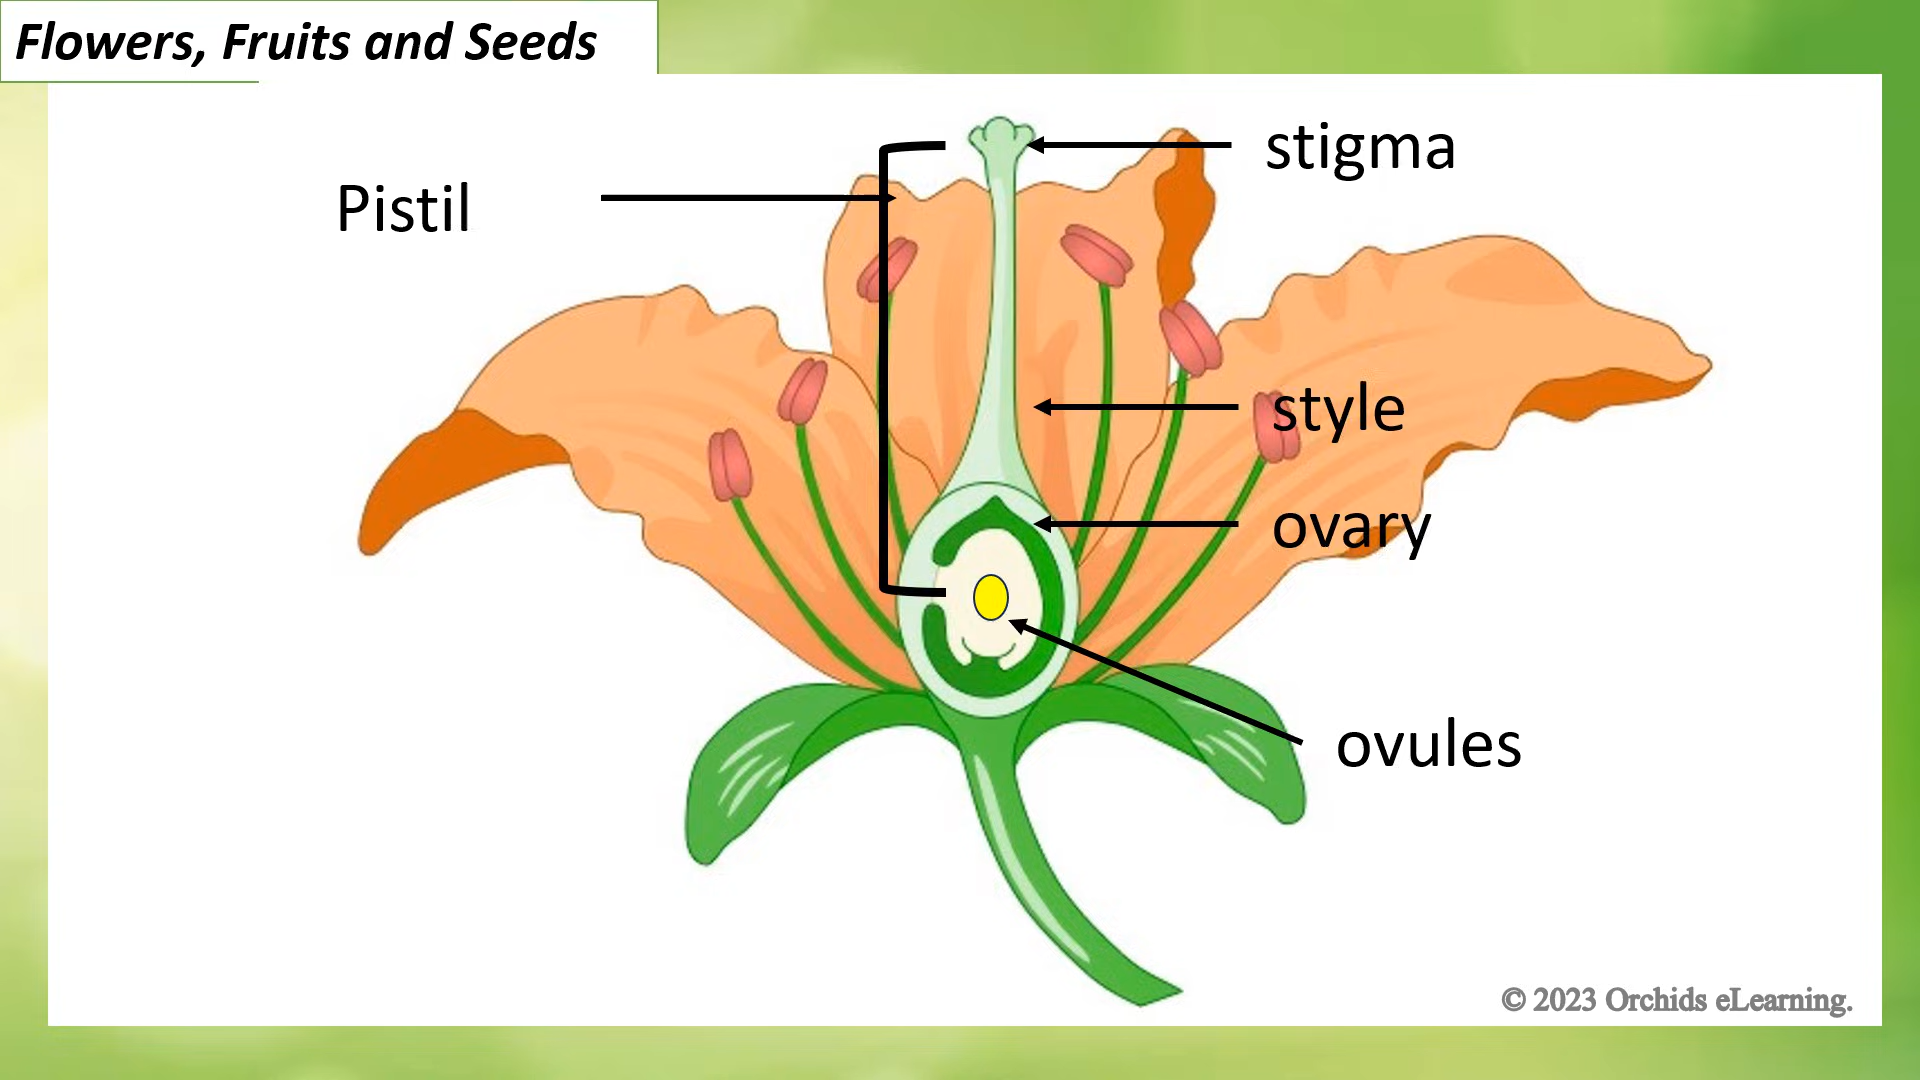 Flowers, Fruits and Seeds
stigma
Pistil
style
ovary
ovules
© 2023 Orchids eLearning.